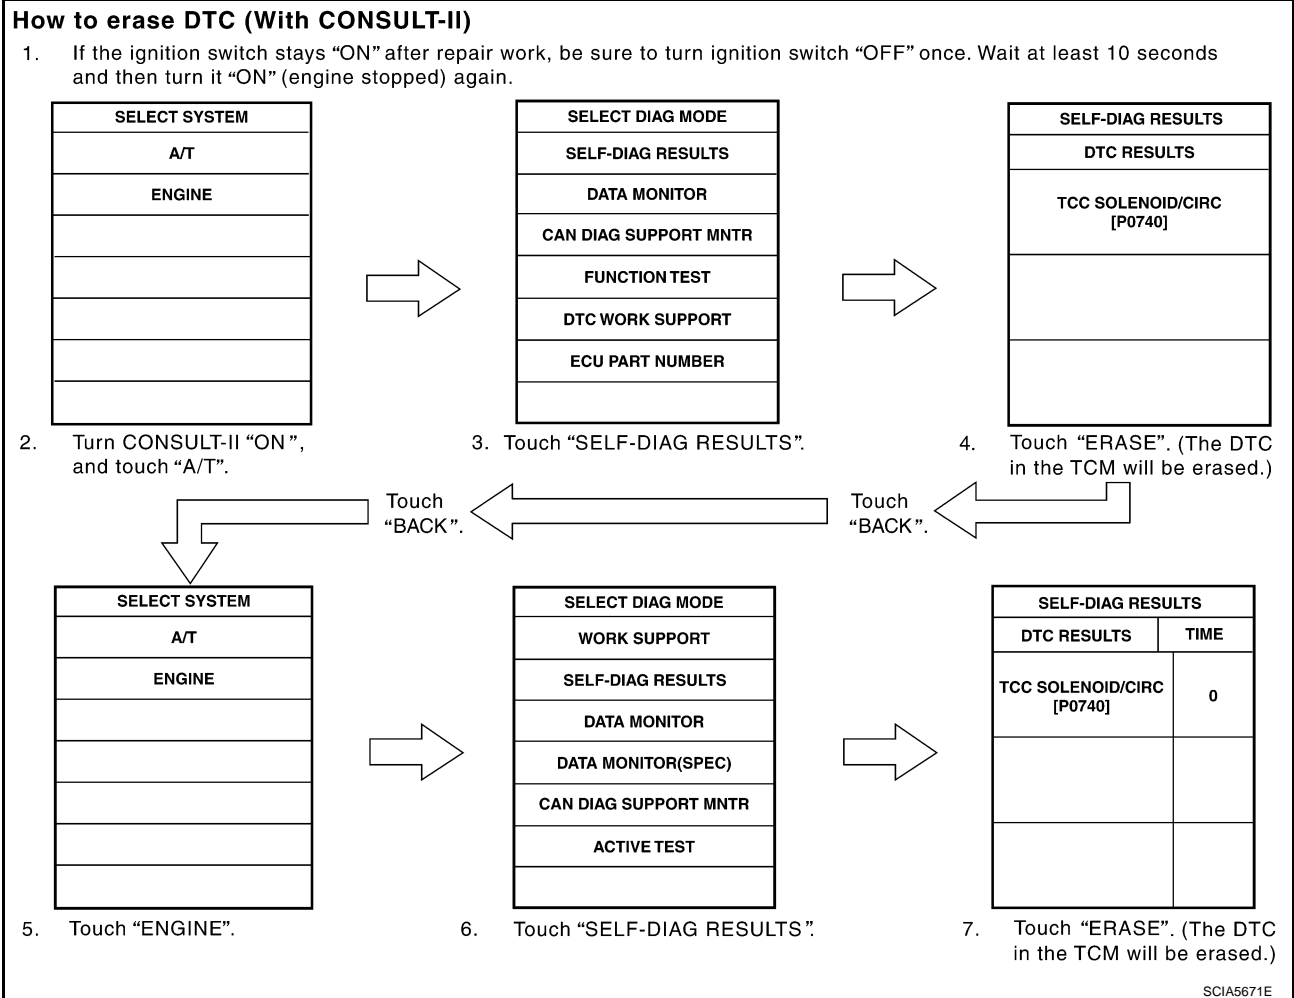 How to erase DTC (With CONSULT-II)
1. If the ignition switch stays “ON” after repair work, be sure to turn ignition switch “OFF” once. Wait at least 10 seconds
and then turn it “ON” (engine stopped) again.
SELECT SYSTEM
A/T
ENGINE
SELECT DIAG MODE
SELF-DIAG RESULTS
DATA MONITOR
CAN DIAG SUPPORT MNTR
FUNCTION TEST
DTC WORK SUPPORT
ECU PART NUMBER
SELF-DIAG RESULTS
DTC RESULTS
TCC SOLENOID/CIRC
[P0740]
2. Turn CONSULT-II “ON”,
and touch “A/T”.
3. Touch “SELF-DIAG RESULTS”.
4. Touch “ERASE”. (The DTC
in the TCM will be erased.)
Touch
“BACK”.
Touch
“BACK”.
SELECT SYSTEM
A/T
ENGINE
SELECT DIAG MODE
WORK SUPPORT
SELF-DIAG RESULTS
DATA MONITOR
DATA MONITOR(SPEC)
CAN DIAG SUPPORT MNTR
ACTIVE TEST
SELF-DIAG RESULTS
DTC RESULTS TIME
TCC SOLENOID/CIRC
[P0740]
0
5. Touch “ENGINE”.
6. Touch “SELF-DIAG RESULTS”.
7. Touch “ERASE”. (The DTC
in the TCM will be erased.)
SCIA5671E